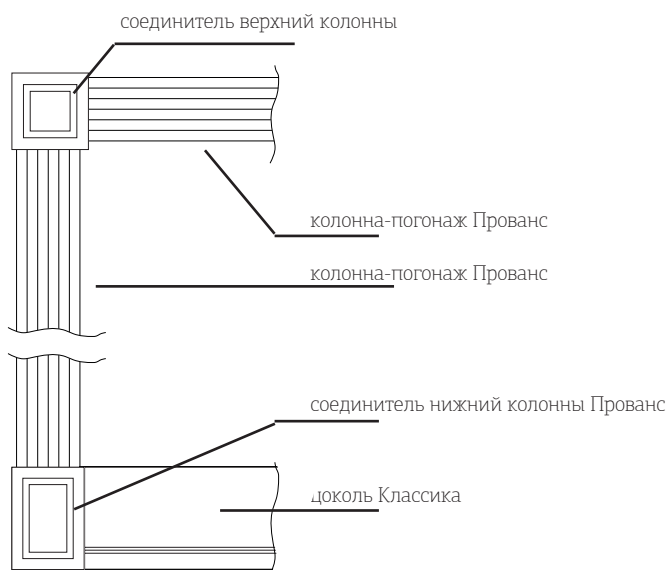 соединитель верхний колонны
колонна-погонаж Прованс
колонна-погонаж Прованс
соединитель нижний колонны Прованс
цоколь Классика